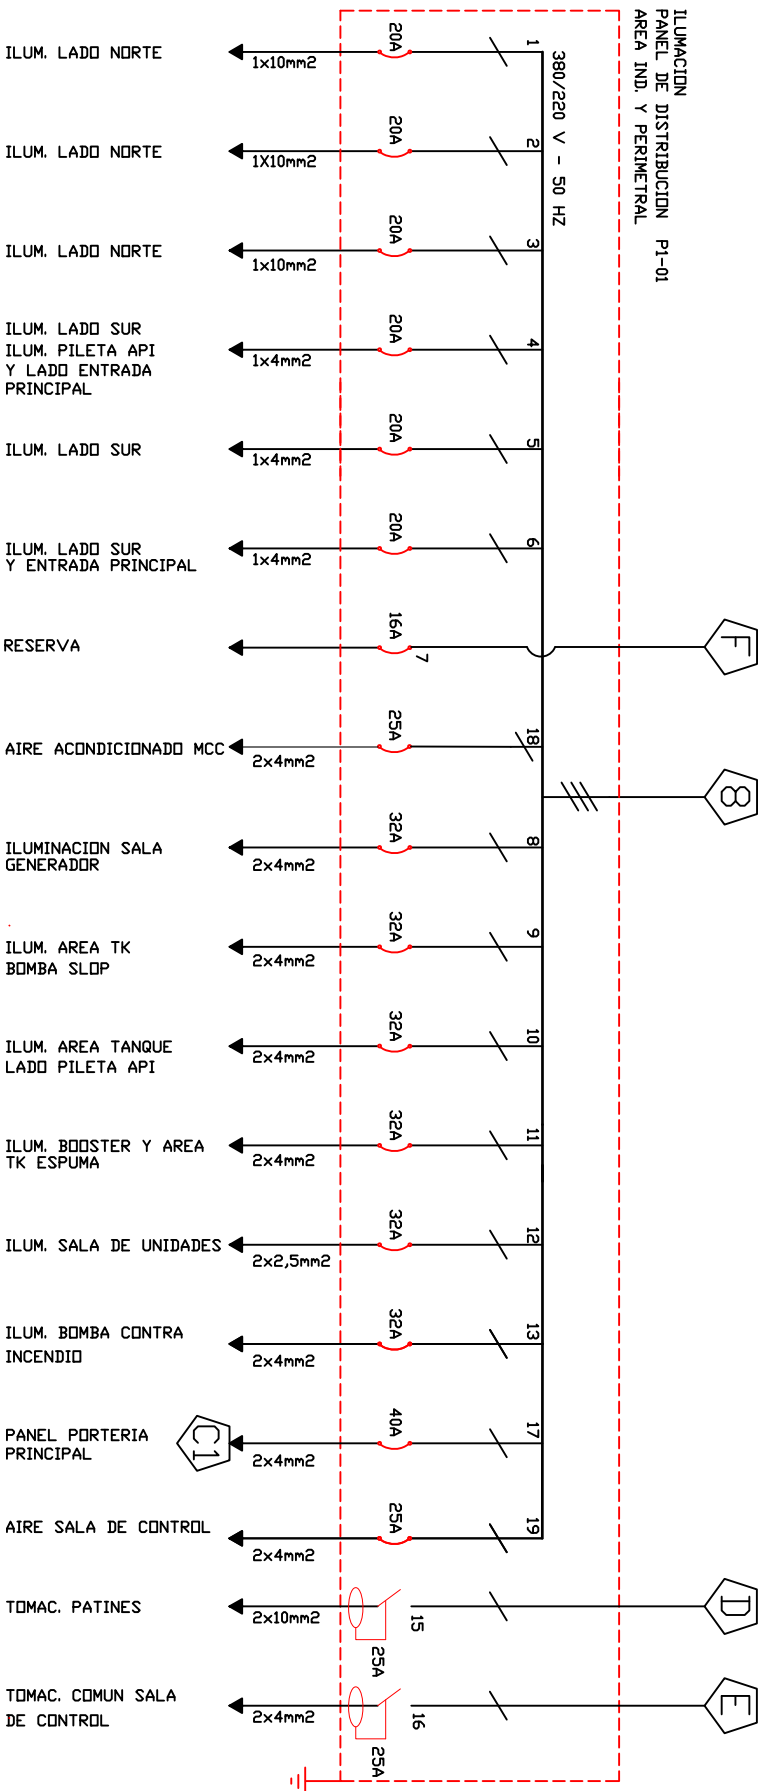 ILUMACION
PANEL DE DISTRIBUCION P1-01
AREA IND. Y PERIMETRAL
380/220 V - 50 HZ
1
20A
1x10mm2
ILUM. LADO NORTE
2
20A
1X10mm2
ILUM. LADO NORTE
3
20A
1x10mm2
ILUM. LADO NORTE
4
20A
1x4mm2
ILUM. LADO SUR
ILUM. PILETA API
Y LADO ENTRADA
PRINCIPAL
5
20A
1x4mm2
ILUM. LADO SUR
6
20A
1x4mm2
ILUM. LADO SUR
Y ENTRADA PRINCIPAL
F
7
16A
RESERVA
18
25A
2x4mm2
AIRE ACONDICIONADO MCC
8
8
32A
2x4mm2
ILUMINACION SALA
GENERADOR
9
32A
2x4mm2
ILUM. AREA TK
BOMBA SLOP
10
32A
2x4mm2
ILUM. AREA TANQUE
LADO PILETA API
11
32A
2x4mm2
ILUM. BOOSTER Y AREA
TK ESPUMA
12
32A
2x2,5mm2
ILUM. SALA DE UNIDADES
13
32A
2x4mm2
ILUM. BOMBA CONTRA
INCENDIO
17
40A
2x4mm2
C1
PANEL PORTERIA
PRINCIPAL
19
25A
2x4mm2
AIRE SALA DE CONTROL
D
15
25A
2x10mm2
TOMAC. PATINES
E
16
25A
2x4mm2
TOMAC. COMUN SALA
DE CONTROL